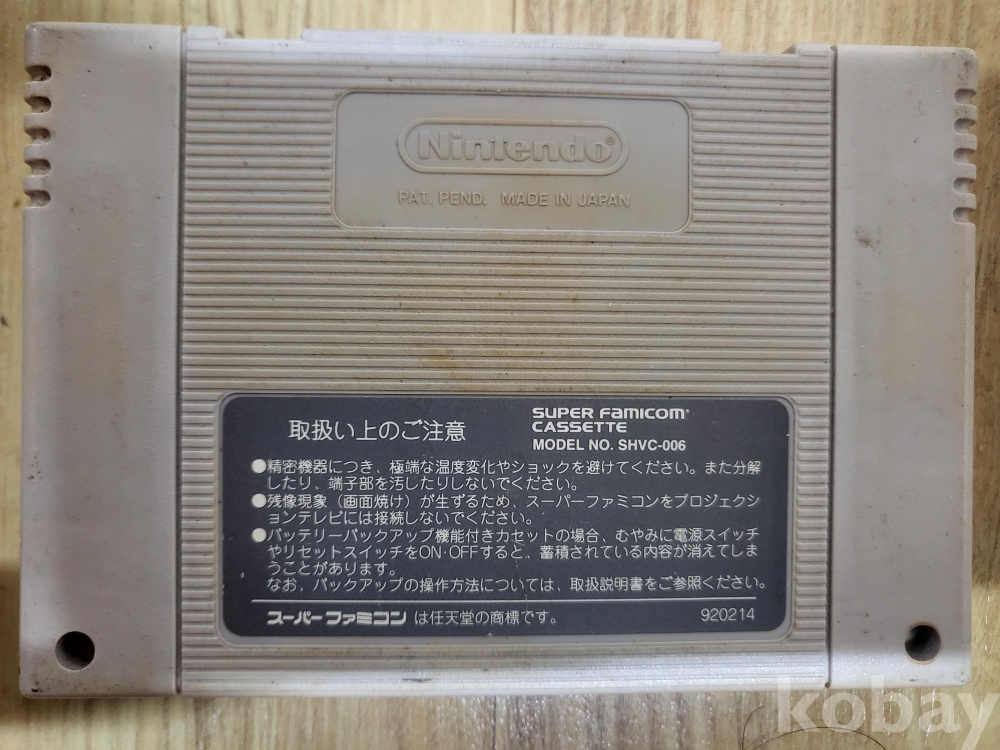 Nintendo®
PAT. PEND. MADE IN JAPAN
取扱い上のご注意
SUPER FAMICOM®
CASSETTE
MODEL NO. SHVC-006
●精密機器につき、極端な温度変化やショックを避けてください。また分解
したり、端子部を汚したりしないでください。
●残像現象（画面焼け）が生ずるため、スーパーファミコンをプロジェクシ
ョンテレビには接続しないでください。
●バッテリーバックアップ機能付きカセットの場合、むやみに電源スイッチ
やリセットスイッチをON・OFFすると、蓄積されている内容が消えてしま
うことがあります。
なお、バックアップの操作方法については、取扱説明書をご参照ください。
スーパーファミコン は任天堂の商標です。
920214
kobay